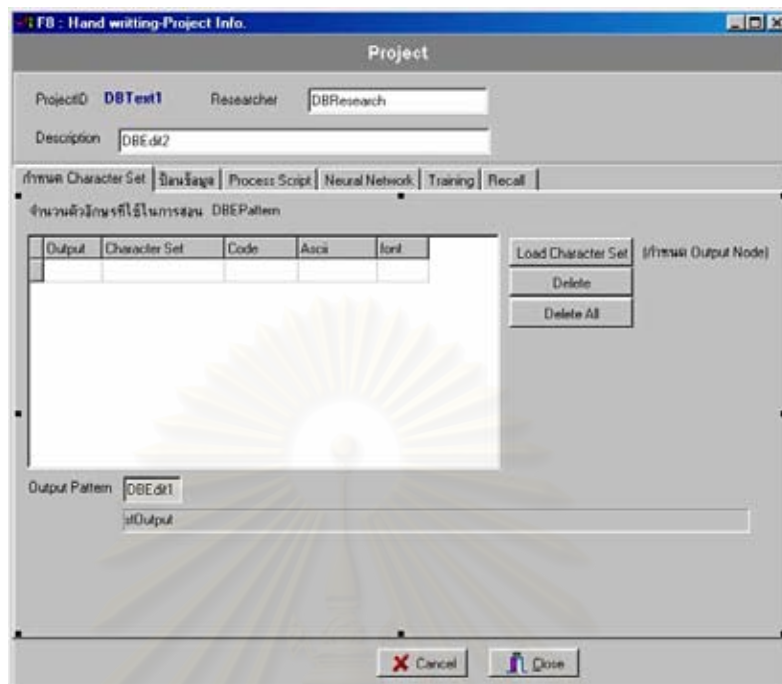 F8 : Hand writting-Project Info.
Project
ProjectID DBText1 Researcher DBResearch
Description DBEdit2
กำหนด Character Set ป้อนข้อมูล Process Script Neural Network Training Recall
จำนวนตัวอักษรที่ใช้ในการสอน DBEPattern
Output Character Set Code Ascii font
Load Character Set (กำหนด Output Node)
Delete
Delete All
Output Pattern DBEdit1
stOutput
Cancel Close